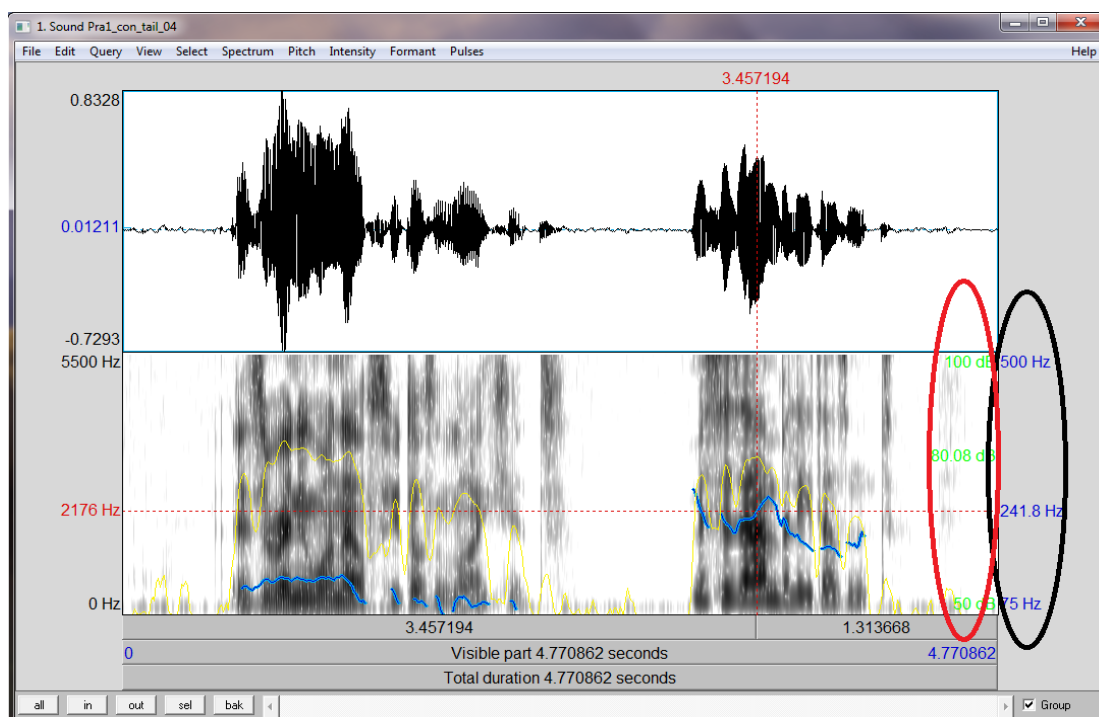 1. Sound Pra1_con_tail_04
File Edit Query View Select Spectrum Pitch Intensity Formant Pulses Help
3.457194
0.8328
0.01211
-0.7293
5500 Hz 100 dB 500 Hz
80.08 dB
2176 Hz 241.8 Hz
0 Hz 50 dB 75 Hz
3.457194 1.313668
0 Visible part 4.770862 seconds 4.770862
Total duration 4.770862 seconds
all in out sel bak Group